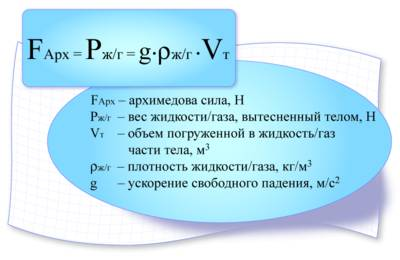 FАрх = Pж/г = g·ρж/г ·Vт
FАрх – архимедова сила, Н
Pж/г – вес жидкости/газа, вытесненный телом, Н
Vт – объем погруженной в жидкость/газ
части тела, м³
ρж/г – плотность жидкости/газа, кг/м³
g – ускорение свободного падения, м/с²